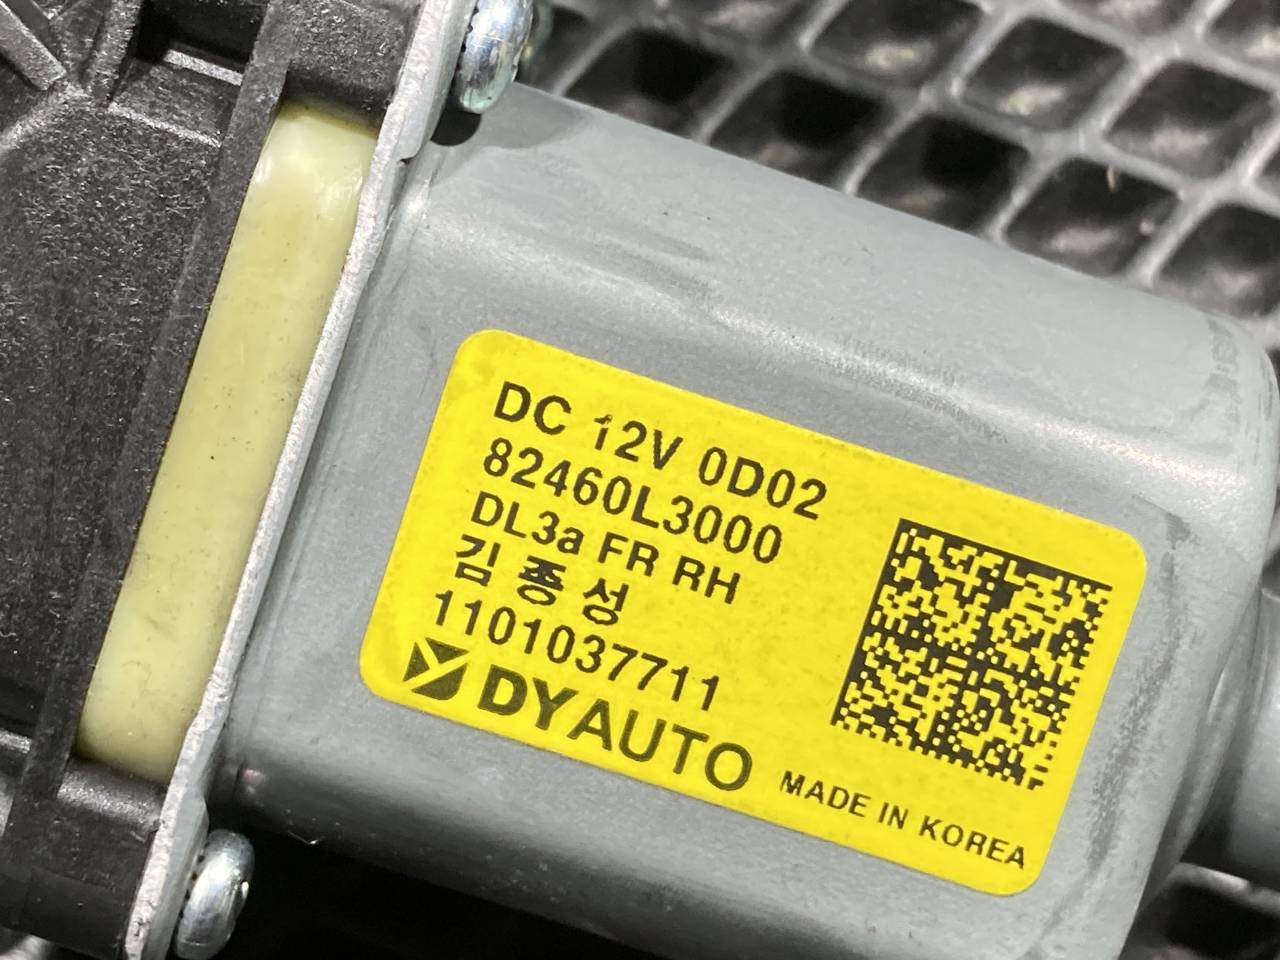 DC 12V 0D02
82460L3000
DL3a FR RH
김종성
1101037711
DYAUTO
MADE IN KOREA